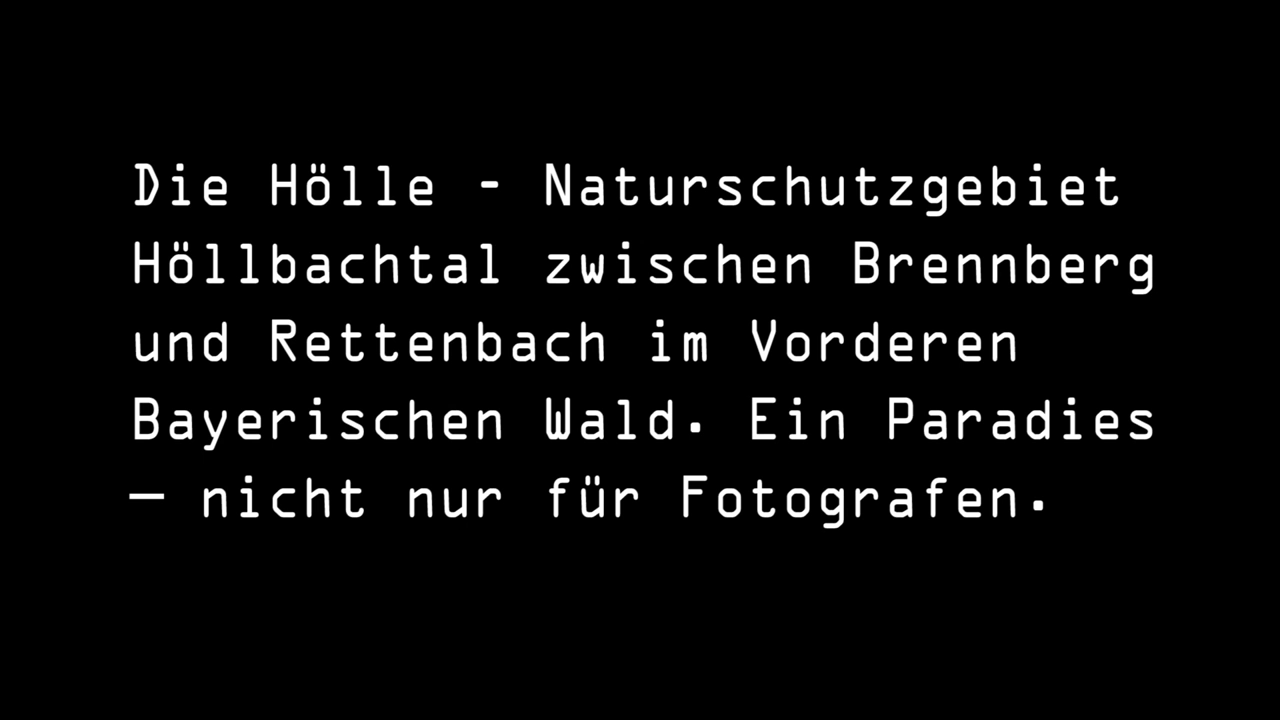 Die Hölle - Naturschutzgebiet
Höllbachtal zwischen Brennberg
und Rettenbach im Vorderen
Bayerischen Wald. Ein Paradies
— nicht nur für Fotografen.